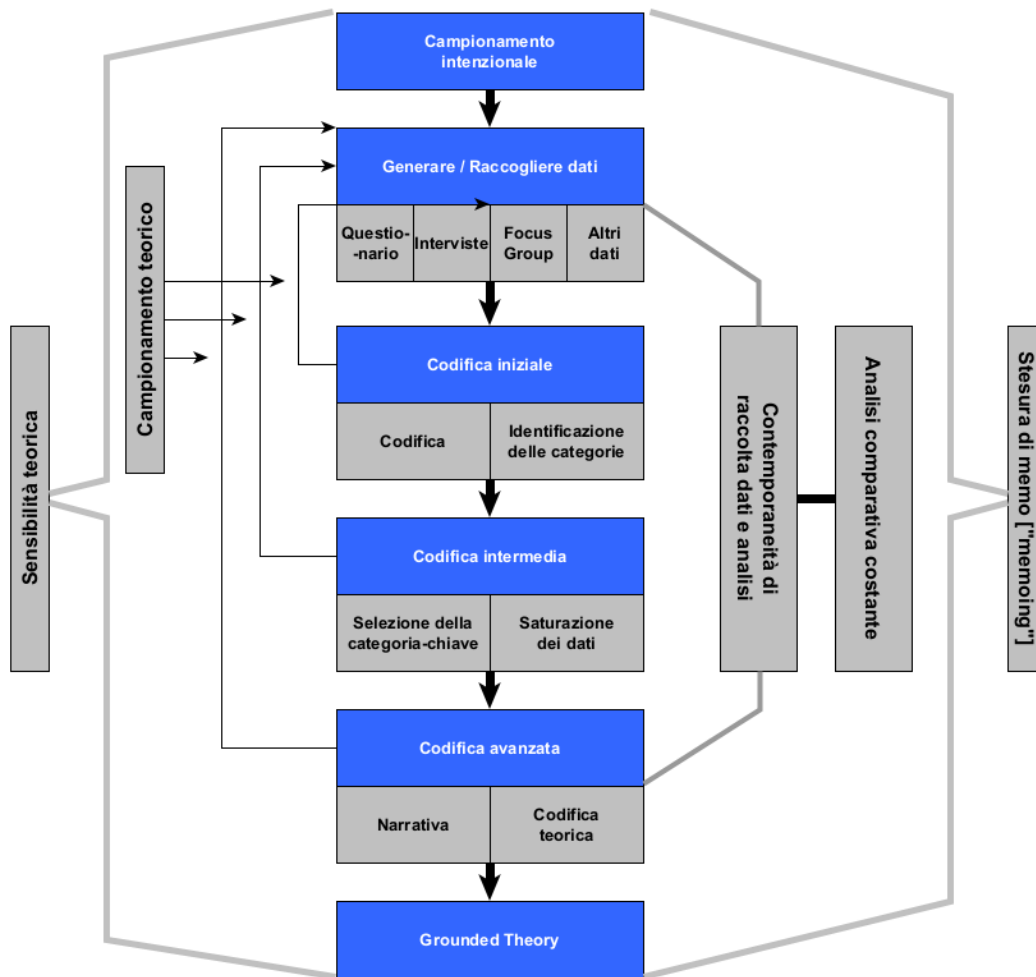 Campionamento
intenzionale
Generare / Raccogliere dati
Questio-
-nario
Interviste
Focus
Group
Altri
dati
Codifica iniziale
Codifica
Identificazione
delle categorie
Codifica intermedia
Selezione della
categoria-chiave
Saturazione
dei dati
Codifica avanzata
Narrativa
Codifica
teorica
Grounded Theory
Sensibilità teorica
Campionamento teorico
Contemporaneità di
raccolta dati e analisi
Analisi comparativa costante
Stesura di memo ["memoing"]